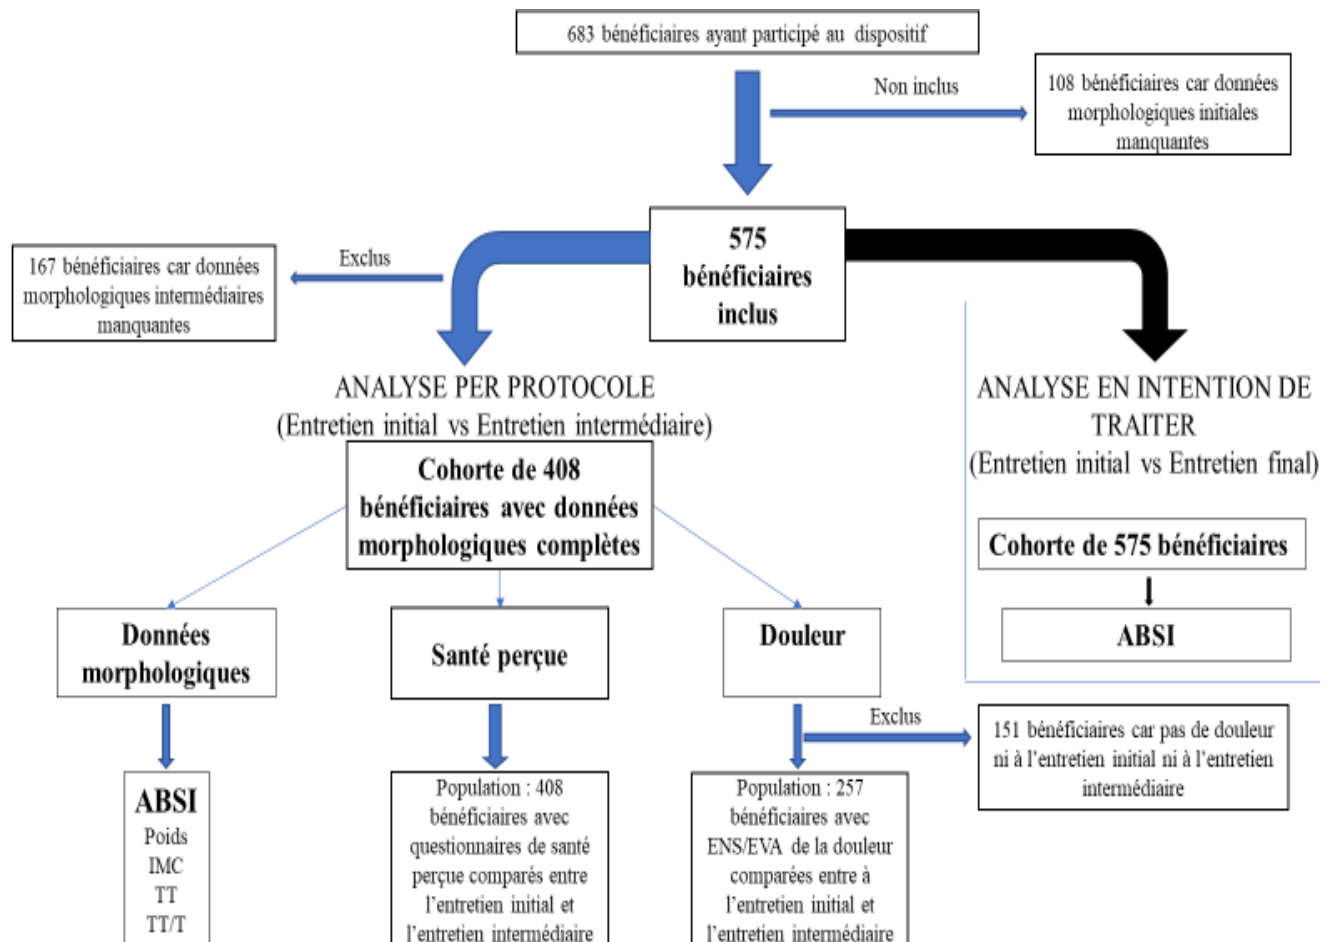 683 bénéficiaires ayant participé au dispositif
Non inclus
108 bénéficiaires car données
morphologiques initiales
manquantes
575
bénéficiaires
inclus
Exclus
167 bénéficiaires car données
morphologiques intermédiaires
manquantes
ANALYSE PER PROTOCOLE
(Entretien initial vs Entretien intermédiaire)
ANALYSE EN INTENTION DE
TRAITER
(Entretien initial vs Entretien final)
Cohorte de 408
bénéficiaires avec données
morphologiques complètes
Cohorte de 575 bénéficiaires
ABSI
Données
morphologiques
Santé perçue
Douleur
Exclus
151 bénéficiaires car pas de douleur
ni à l'entretien initial ni à l'entretien
intermédiaire
ABSI
Poids
IMC
TT
TT/T
Population : 408
bénéficiaires avec
questionnaires de santé
perçue comparés entre
l'entretien initial et
l'entretien intermédiaire
Population : 257
bénéficiaires avec
ENS/EVA de la douleur
comparées entre à
l'entretien initial et
l'entretien intermédiaire